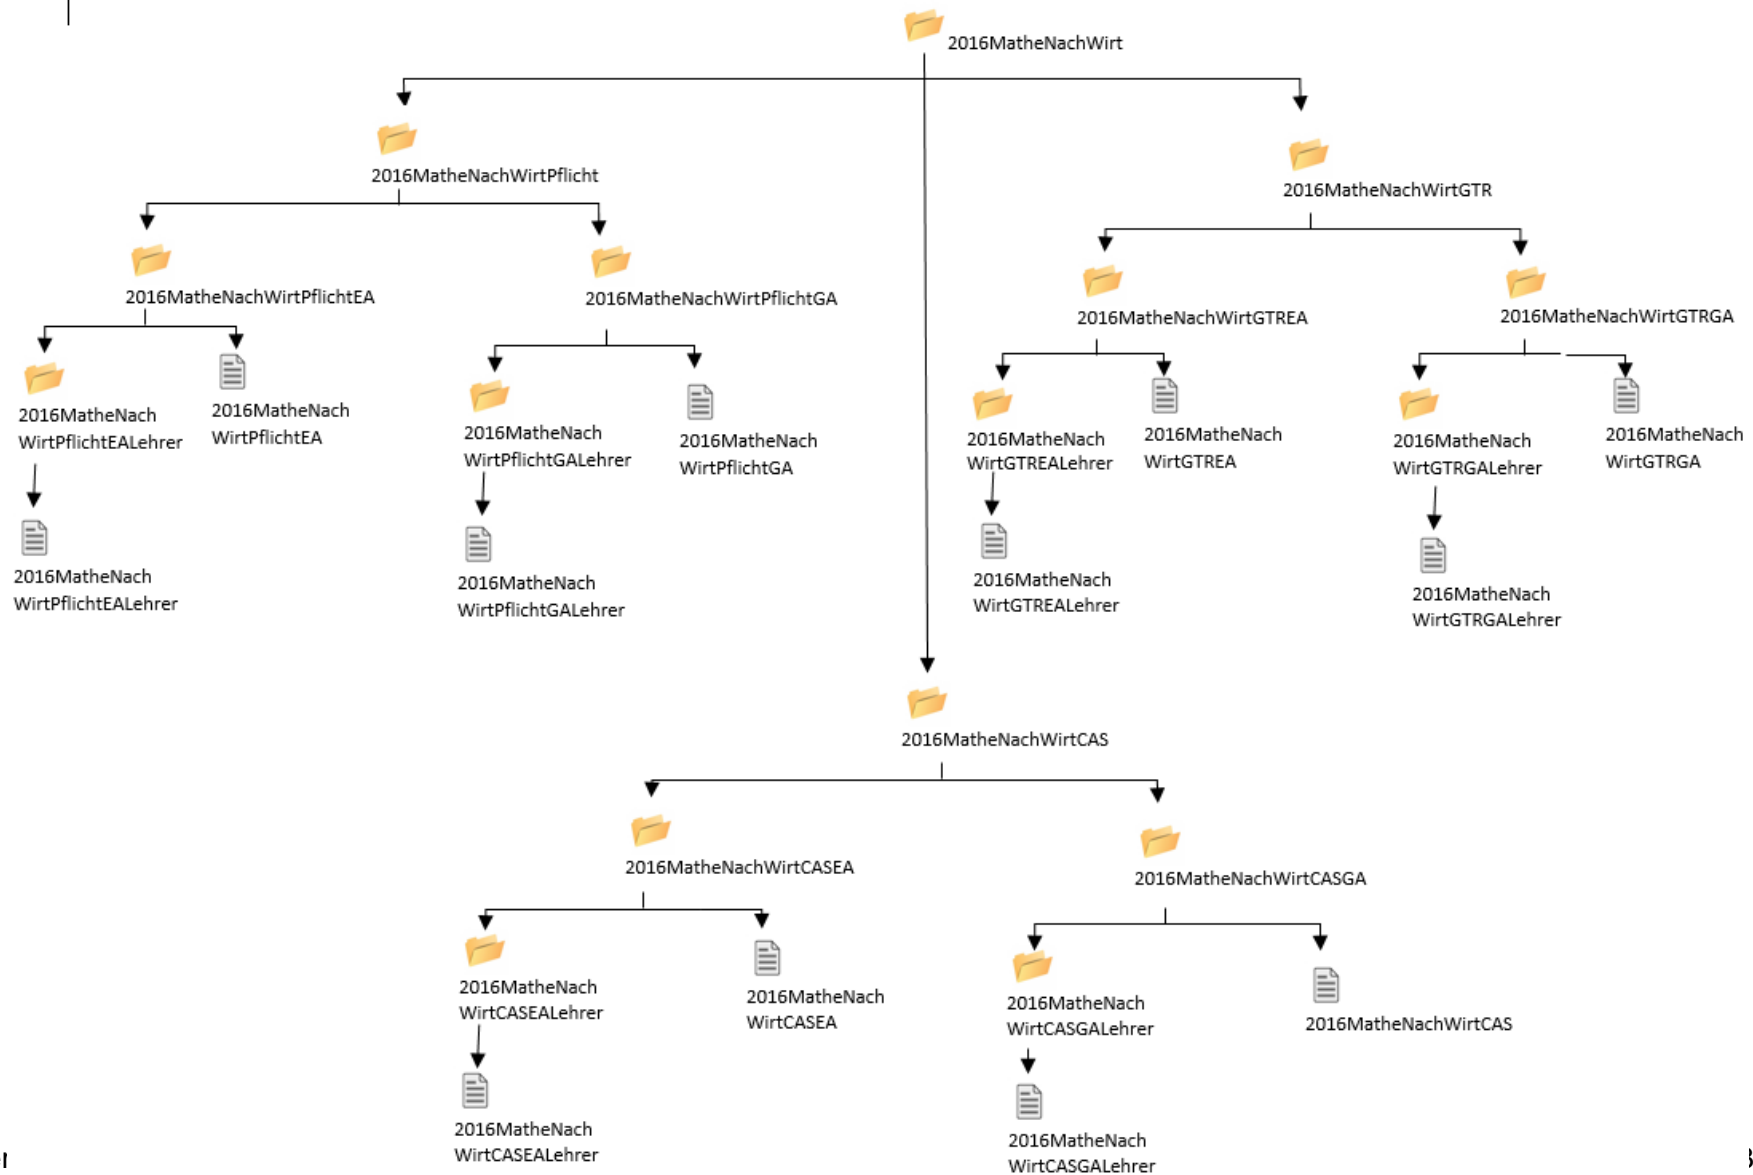 2016MatheNachWirt
2016MatheNachWirtPflicht
2016MatheNachWirtGTR
2016MatheNachWirtPflichtEA
2016MatheNachWirtPflichtGA
2016MatheNachWirtGTREA
2016MatheNachWirtGTRGA
2016MatheNach
WirtPflichtEALehrer
2016MatheNach
WirtPflichtEA
2016MatheNach
WirtPflichtGALehrer
2016MatheNach
WirtPflichtGA
2016MatheNach
WirtGTREALehrer
2016MatheNach
WirtGTREA
2016MatheNach
WirtGTRGALehrer
2016MatheNach
WirtGTRGA
2016MatheNach
WirtPflichtEALehrer
2016MatheNach
WirtPflichtGALehrer
2016MatheNach
WirtGTREALehrer
2016MatheNach
WirtGTRGALehrer
2016MatheNachWirtCAS
2016MatheNachWirtCASEA
2016MatheNachWirtCASGA
2016MatheNach
WirtCASEALehrer
2016MatheNach
WirtCASEA
2016MatheNach
WirtCASGALehrer
2016MatheNachWirtCAS
2016MatheNach
WirtCASEALehrer
2016MatheNach
WirtCASGALehrer